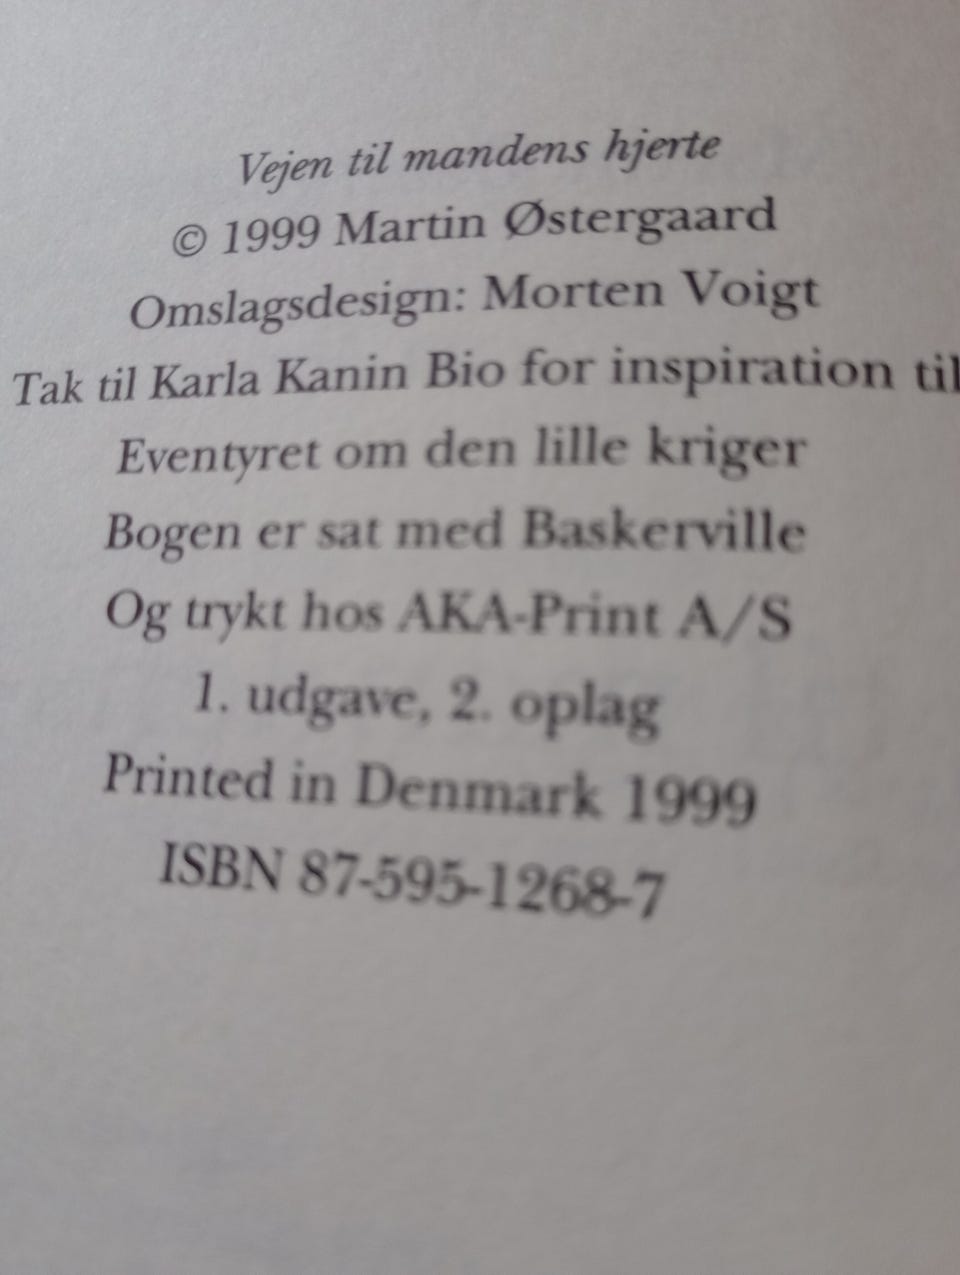 Vejen til mandens hjerte
© 1999 Martin Østergaard
Omslagsdesign: Morten Voigt
Tak til Karla Kanin Bio for inspiration til
Eventyret om den lille kriger
Bogen er sat med Baskerville
Og trykt hos AKA-Print A/S
1. udgave, 2. oplag
Printed in Denmark 1999
ISBN 87-595-1268-7